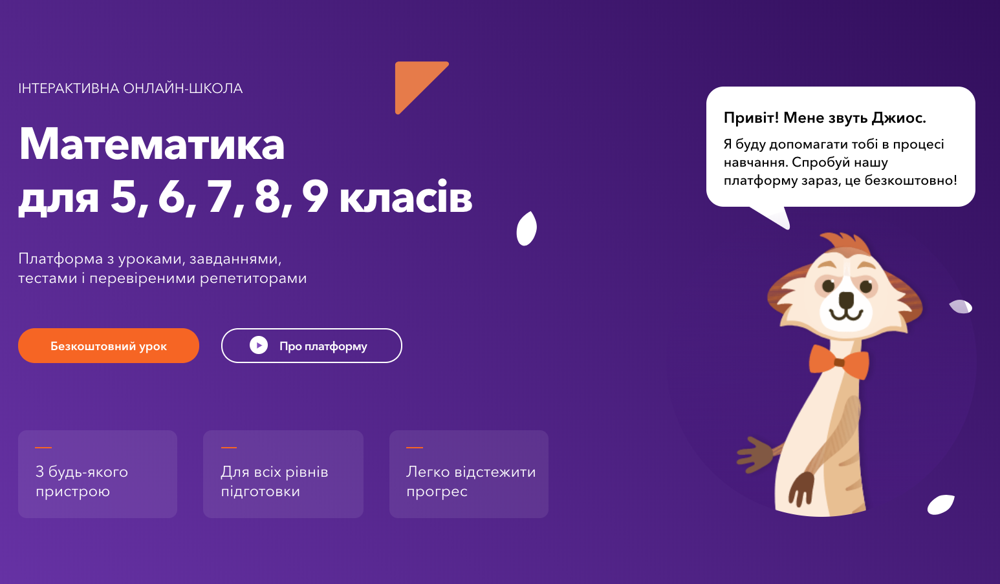 ІНТЕРАКТИВНА ОНЛАЙН-ШКОЛА
Математика
для 5, 6, 7, 8, 9 класів
Платформа з уроками, завданнями,
тестами і перевіреними репетиторами
Безкоштовний урок
Про платформу
З будь-якого
пристрою
Для всіх рівнів
підготовки
Легко відстежити
прогрес
Привіт! Мене звуть Джиос.
Я буду допомагати тобі в процесі
навчання. Спробуй нашу
платформу зараз, це безкоштовно!